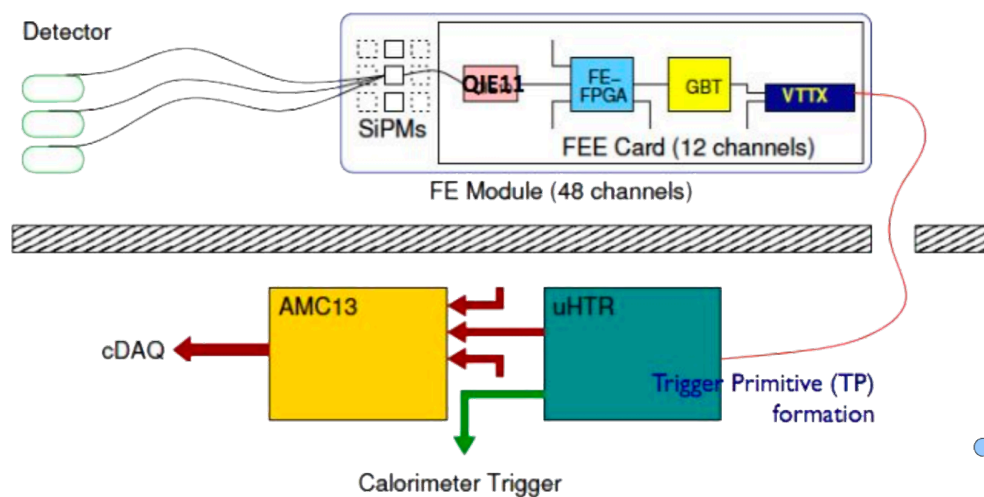 Detector
SiPMs
QIE11
FE-
FPGA
GBT
VTTX
FEE Card (12 channels)
FE Module (48 channels)
AMC13
uHTR
cDAQ
Trigger Primitive (TP)
formation
Calorimeter Trigger